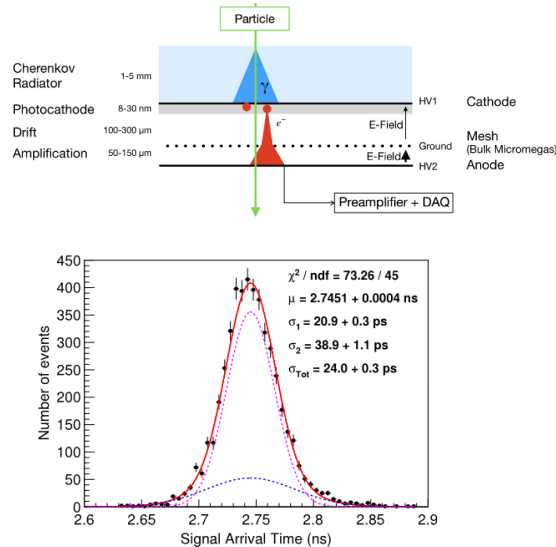 Particle
Cherenkov
Radiator
1-5 mm
γ
HV1
Cathode
Photocathode
8-30 nm
e⁻
E-Field
Drift
100-300 μm
Ground
Mesh
(Bulk Micromegas)
Amplification
50-150 μm
E-Field
HV2
Anode
Preamplifier + DAQ
450
400
350
300
250
200
150
100
50
0
Number of events
χ² / ndf = 73.26 / 45
μ = 2.7451 + 0.0004 ns
σ₁ = 20.9 + 0.3 ps
σ₂ = 38.9 + 1.1 ps
σ_Tot = 24.0 + 0.3 ps
2.6 2.65 2.7 2.75 2.8 2.85 2.9
Signal Arrival Time (ns)